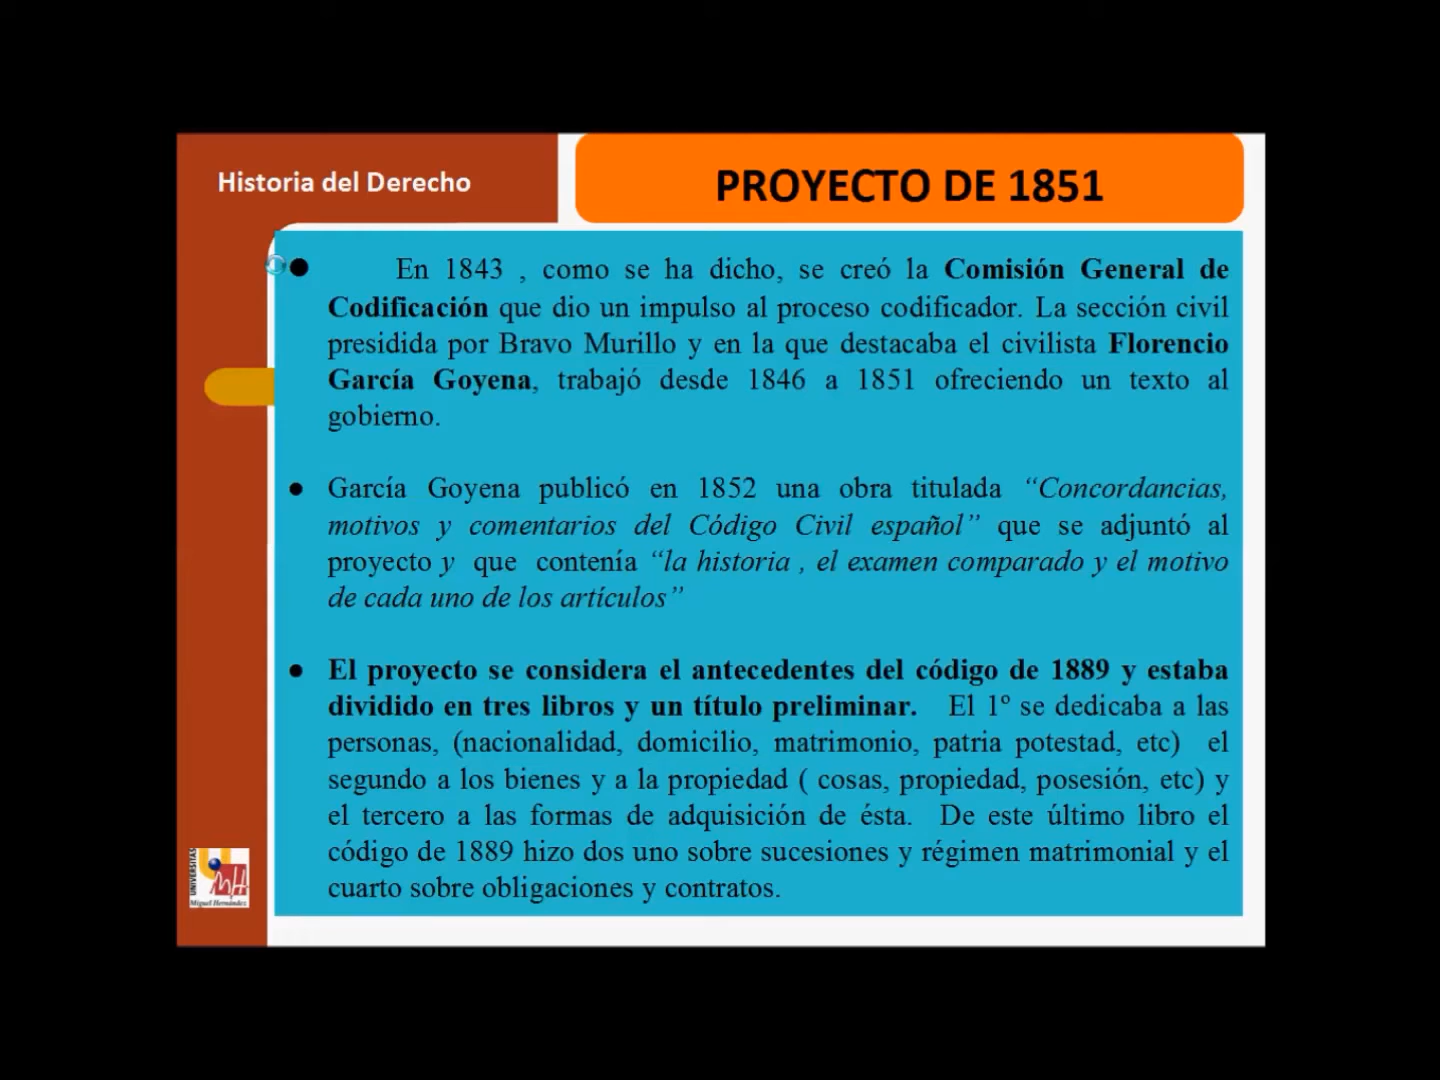 Historia del Derecho
PROYECTO DE 1851
● En 1843 , como se ha dicho, se creó la Comisión General de
Codificación que dio un impulso al proceso codificador. La sección civil
presidida por Bravo Murillo y en la que destacaba el civilista Florencio
García Goyena, trabajó desde 1846 a 1851 ofreciendo un texto al
gobierno.
● García Goyena publicó en 1852 una obra titulada “Concordancias,
motivos y comentarios del Código Civil español” que se adjuntó al
proyecto y que contenía “la historia , el examen comparado y el motivo
de cada uno de los artículos”
● El proyecto se considera el antecedentes del código de 1889 y estaba
dividido en tres libros y un título preliminar. El 1º se dedicaba a las
personas, (nacionalidad, domicilio, matrimonio, patria potestad, etc) el
segundo a los bienes y a la propiedad ( cosas, propiedad, posesión, etc) y
el tercero a las formas de adquisición de ésta. De este último libro el
código de 1889 hizo dos uno sobre sucesiones y régimen matrimonial y el
cuarto sobre obligaciones y contratos.
UNIVERSITAS
Miguel Hernández